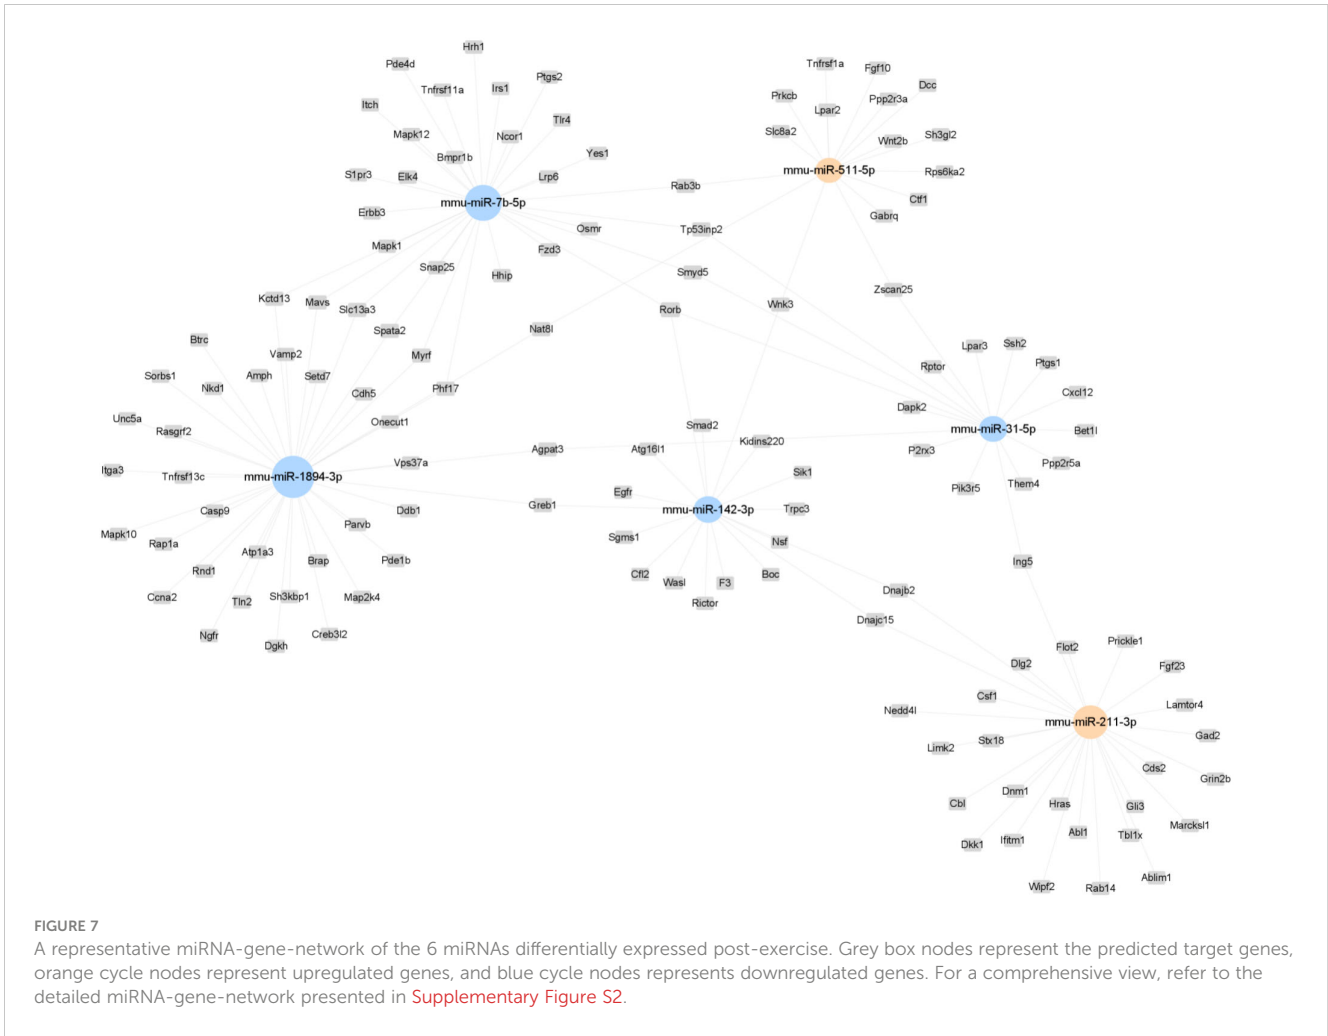 Hrh1
Pde4d
Tnfrsf11a
Irs1
Ptgs2
Itch
Tlr4
Mapk12
Ncor1
Bmpr1b
Yes1
S1pr3
Elk4
Lrp6
mmu-miR-7b-5p
Erbb3
Mapk1
Osmr
Fzd3
Snap25
Hhip
Tnfrsf1a
Fgf10
Dcc
Prkcb
Lpar2
Ppp2r3a
Slc8a2
Wnt2b
Sh3gl2
mmu-miR-511-5p
Rps6ka2
Rab3b
Ctf1
Gabrq
Tp53inp2
Smyd5
Zscan25
Rorb
Wnk3
Nat8l
Kctd13
Mavs
Slc13a3
Spata2
Btrc
Vamp2
Myrf
Sorbs1
Nkd1
Amph
Setd7
Phf17
Cdh5
Unc5a
Onecut1
Rasgrf2
Itga3
Tnfrsf13c
mmu-miR-1894-3p
Vps37a
Casp9
Ddb1
Mapk10
Rap1a
Parvb
Atp1a3
Brap
Pde1b
Rnd1
Ccna2
Tln2
Sh3kbp1
Map2k4
Ngfr
Dgkh
Creb3l2
Agpat3
Greb1
Smad2
Atg16l1
Kidins220
Sik1
Egfr
mmu-miR-142-3p
Trpc3
Sgms1
Nsf
Cfl2
Wasl
F3
Boc
Rictor
Lpar3
Ssh2
Rptor
Ptgs1
Dapk2
Cxcl12
mmu-miR-31-5p
Bet1l
P2rx3
Ppp2r5a
Pik3r5
Them4
Ing5
Dnajb2
Dnajc15
Flot2
Prickle1
Dlg2
Fgf23
Csf1
Lamtor4
Nedd4l
mmu-miR-211-3p
Limk2
Stx18
Gad2
Cds2
Grin2b
Cbl
Dnm1
Hras
Gli3
Marcksl1
Dkk1
Ifitm1
Abl1
Tbl1x
Wipf2
Rab14
Ablim1
FIGURE 7
A representative miRNA-gene-network of the 6 miRNAs differentially expressed post-exercise. Grey box nodes represent the predicted target genes,
orange cycle nodes represent upregulated genes, and blue cycle nodes represents downregulated genes. For a comprehensive view, refer to the
detailed miRNA-gene-network presented in Supplementary Figure S2.